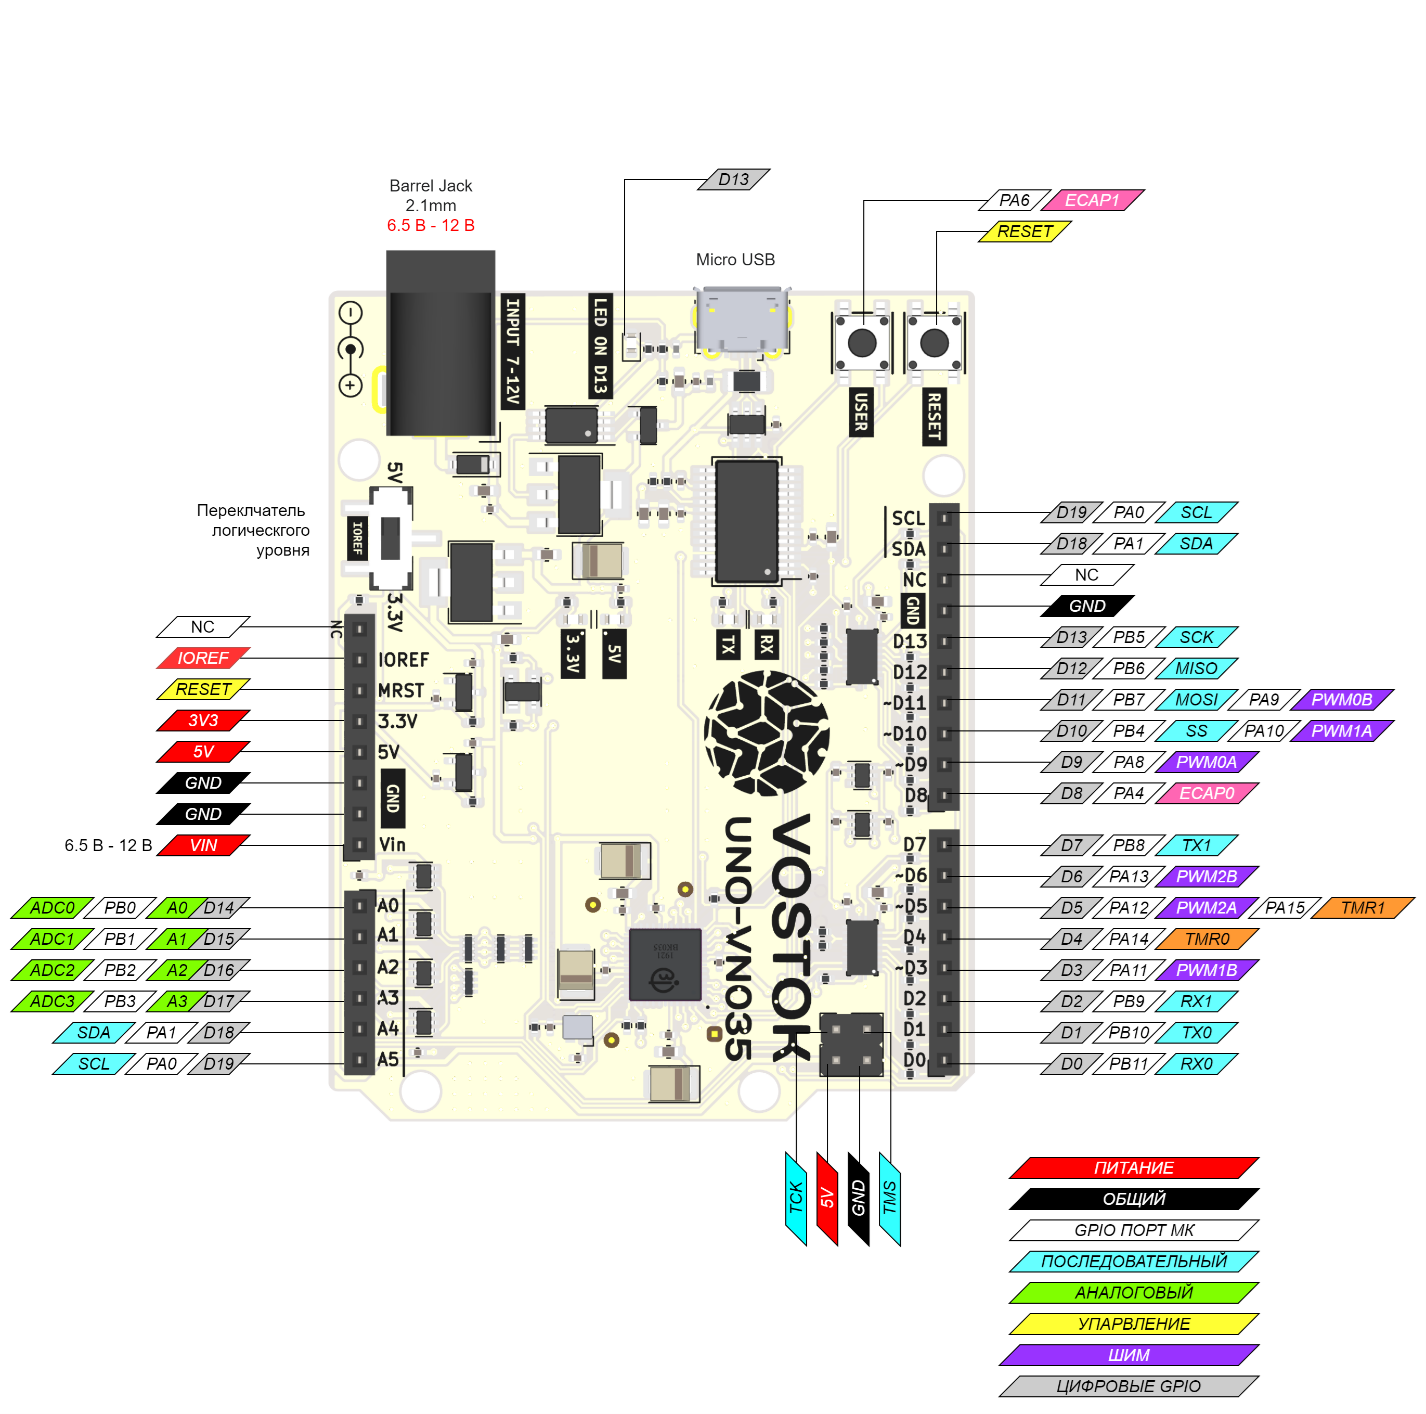 D13
Barrel Jack
2.1mm
6.5 В - 12 В
PA6 ECAP1
RESET
Micro USB
INPUT 7-12V
LED ON D13
USER
RESET
5V
IOREF
3.3V
Переклчатель
логическгого
уровня
3.3V
5V
TX
RX
NC
NC
IOREF IOREF
RESET MRST
3V3 3.3V
5V 5V
GND
GND
GND
6.5 В - 12 В VIN Vin
ADC0 PB0 A0 D14 A0
ADC1 PB1 A1 D15 A1
ADC2 PB2 A2 D16 A2
ADC3 PB3 A3 D17 A3
SDA PA1 D18 A4
SCL PA0 D19 A5
SCL D19 PA0 SCL
SDA D18 PA1 SDA
NC NC
GND GND
D13 D13 PB5 SCK
D12 D12 PB6 MISO
~D11 D11 PB7 MOSI PA9 PWM0B
~D10 D10 PB4 SS PA10 PWM1A
~D9 D9 PA8 PWM0A
D8 D8 PA4 ECAP0
D7 D7 PB8 TX1
~D6 D6 PA13 PWM2B
~D5 D5 PA12 PWM2A PA15 TMR1
D4 D4 PA14 TMR0
~D3 D3 PA11 PWM1B
D2 D2 PB9 RX1
D1 D1 PB10 TX0
D0 D0 PB11 RX0
VOSTOK
UNO-VN035
1921
BK035
TCK
5V
GND
TMS
ПИТАНИЕ
ОБЩИЙ
GPIO ПОРТ МК
ПОСЛЕДОВАТЕЛЬНЫЙ
АНАЛОГОВЫЙ
УПАРВЛЕНИЕ
ШИМ
ЦИФРОВЫЕ GPIO